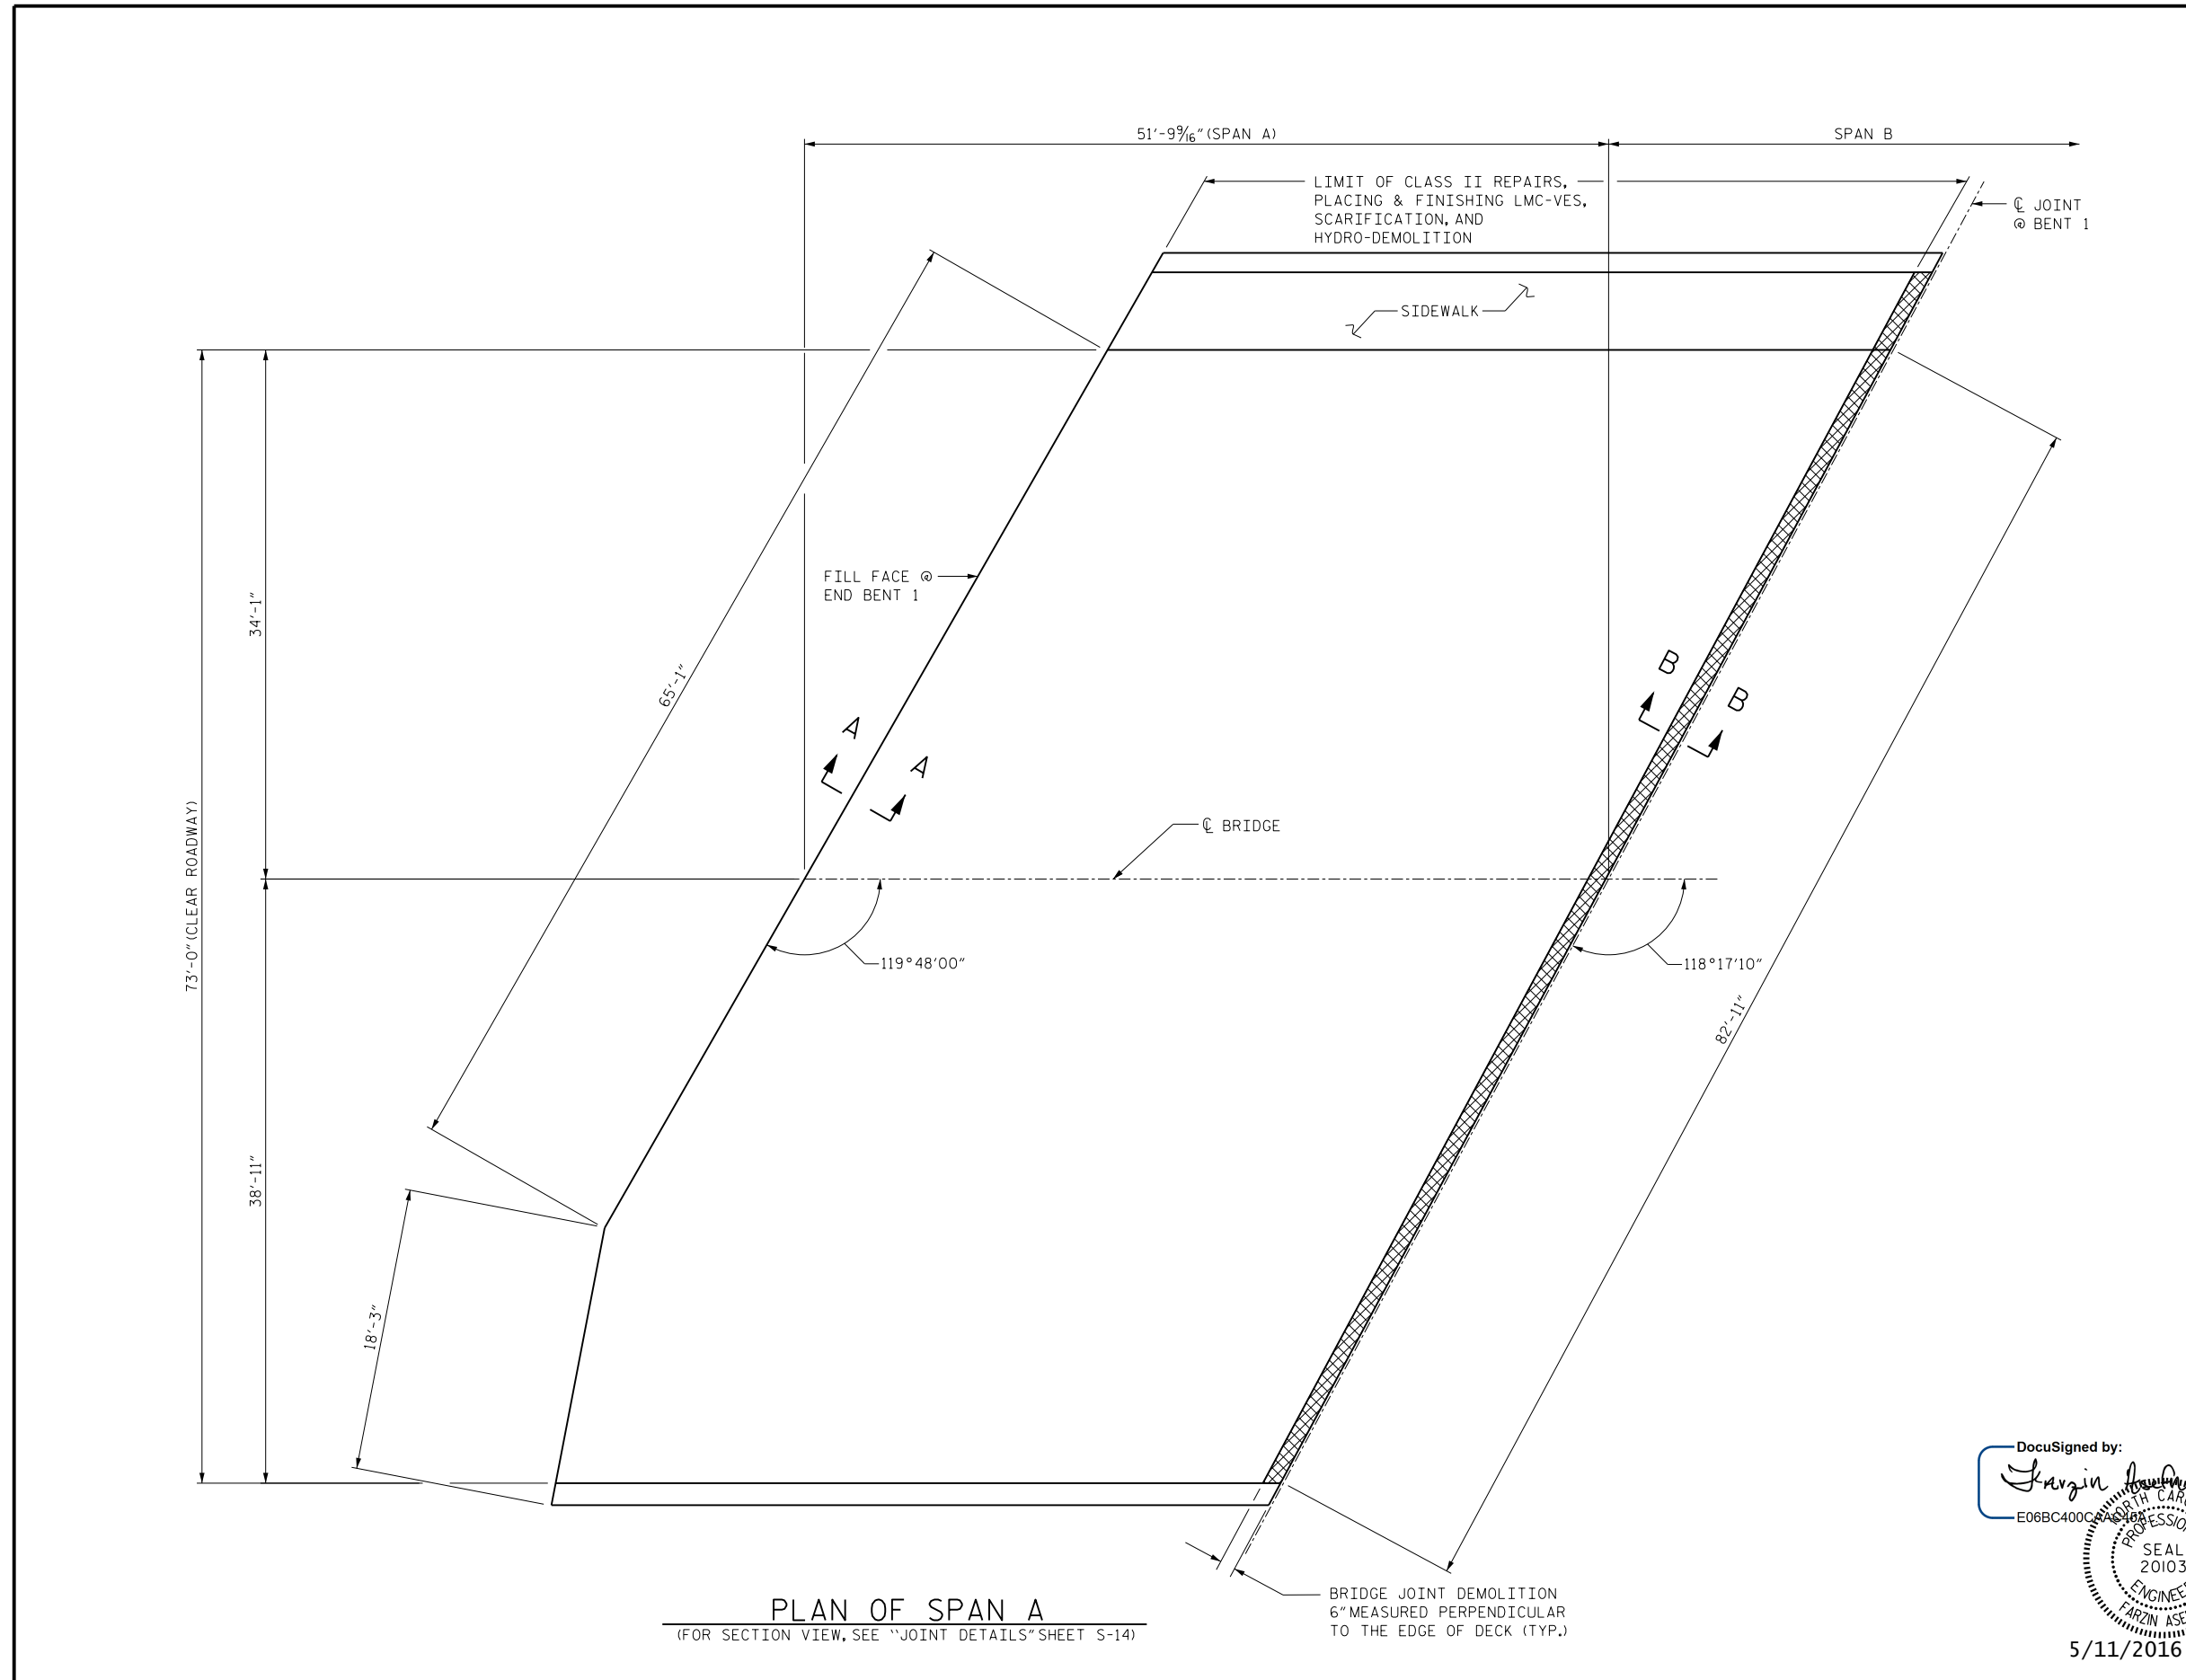 51'-9 9/16" (SPAN A)
SPAN B
LIMIT OF CLASS II REPAIRS,
PLACING & FINISHING LMC-VES,
SCARIFICATION, AND
HYDRO-DEMOLITION
℄ JOINT
@ BENT 1
SIDEWALK
FILL FACE @
END BENT 1
34'-1"
65'-1"
B
B
A
A
73'-0" (CLEAR ROADWAY)
℄ BRIDGE
119°48'00"
118°17'10"
82'-11"
38'-11"
18'-3"
BRIDGE JOINT DEMOLITION
6" MEASURED PERPENDICULAR
TO THE EDGE OF DECK (TYP.)
PLAN OF SPAN A
(FOR SECTION VIEW, SEE ``JOINT DETAILS" SHEET S-14)
DocuSigned by:
Farzin
SEAL
FARZIN
5/11/2016